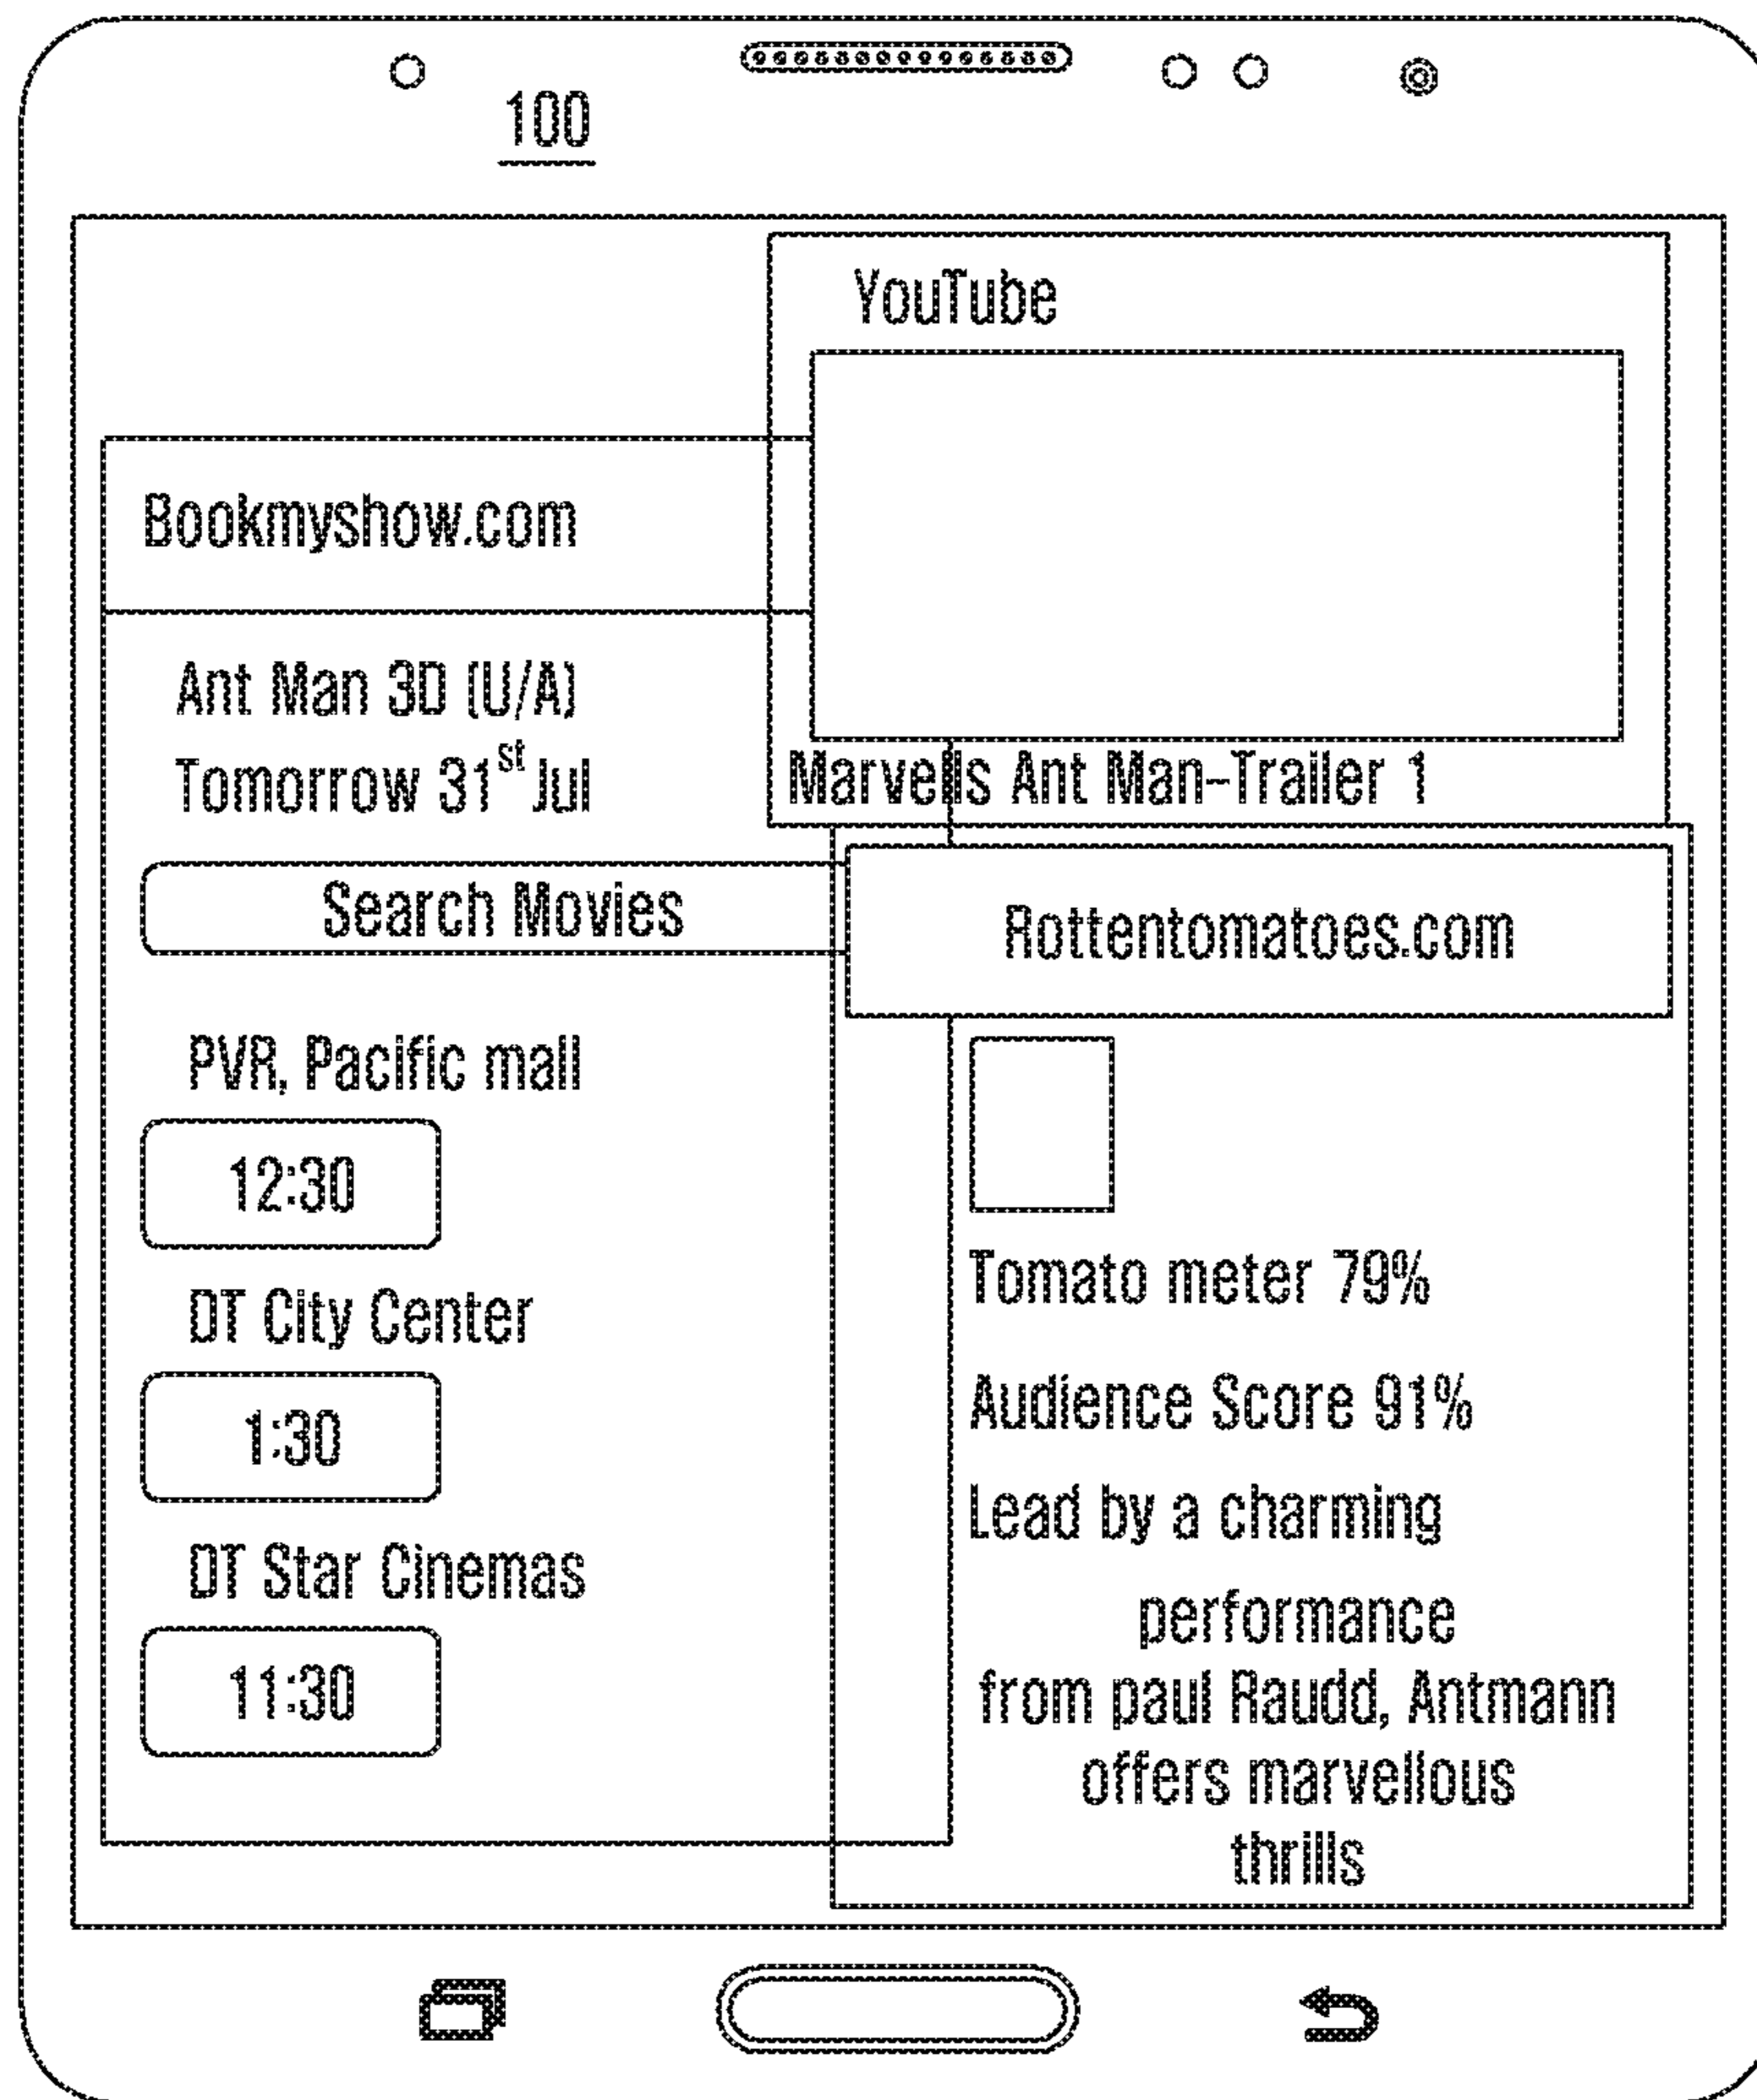 100
YouTube
Marvells Ant Man-Trailer 1
Bookmyshow.com
Ant Man 3D (U/A)
Tomorrow 31st Jul
Search Movies
PVR, Pacific mall
12:30
DT City Center
1:30
DT Star Cinemas
11:30
Rottentomatoes.com
Tomato meter 79%
Audience Score 91%
Lead by a charming
performance
from paul Raudd, Antmann
offers marvellous
thrills